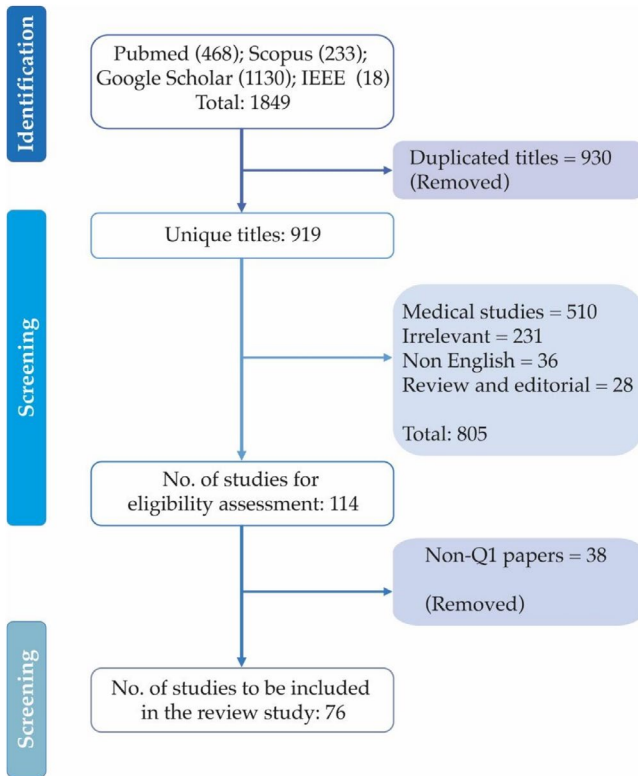 Identification
Pubmed (468); Scopus (233);
Google Scholar (1130); IEEE (18)
Total: 1849
Duplicated titles = 930
(Removed)
Screening
Unique titles: 919
Medical studies = 510
Irrelevant = 231
Non English = 36
Review and editorial = 28
Total: 805
No. of studies for
eligibility assessment: 114
Non-Q1 papers = 38
(Removed)
Screening
No. of studies to be included
in the review study: 76